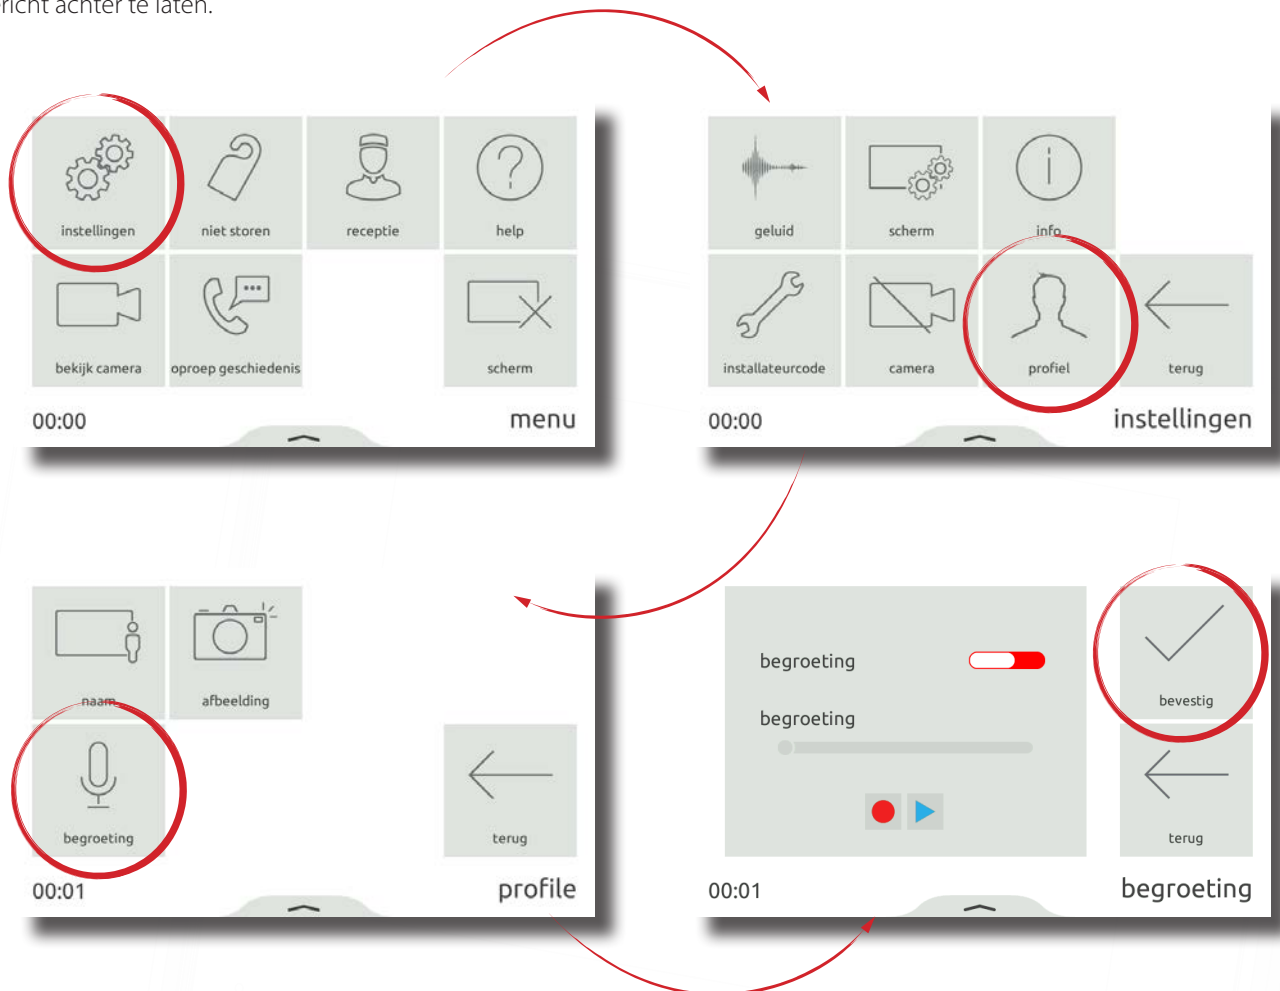 ericht achter te laten.
instellingen
niet storen
receptie
help
bekijk camera
oproep geschiedenis
scherm
00:00
menu
geluid
scherm
info
installateurcode
camera
profiel
terug
00:00
instellingen
naam
afbeelding
begroeting
terug
00:01
profile
begroeting
begroeting
bevestig
terug
00:01
begroeting